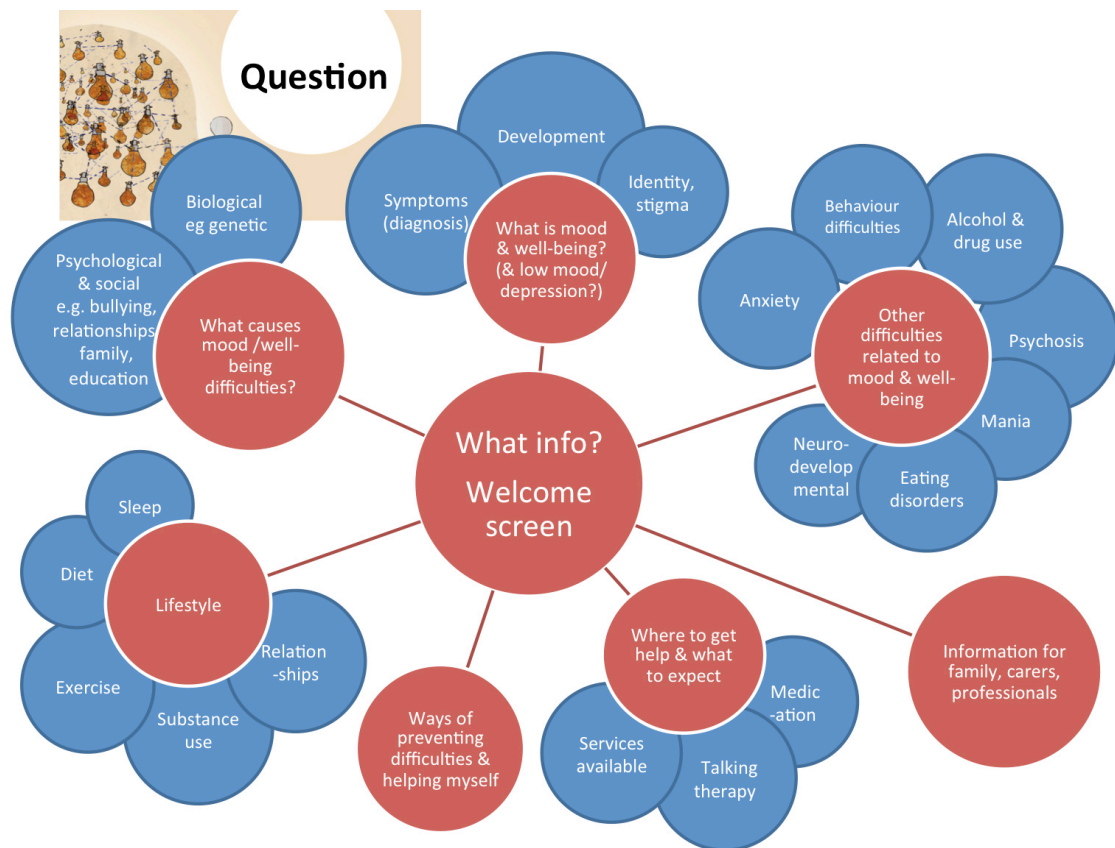 Question
Development
Symptoms
(diagnosis)
Identity,
stigma
What is mood
& well-being?
(& low mood/
depression?)
Biological
eg genetic
Psychological
& social
e.g. bullying,
relationships
family,
education
What causes
mood /well-
being
difficulties?
Behaviour
difficulties
Alcohol &
drug use
Anxiety
Psychosis
Other
difficulties
related to
mood & well-
being
Mania
Neuro-
develop
mental
Eating
disorders
What info?
Welcome
screen
Sleep
Diet
Lifestyle
Exercise
Relation
-ships
Substance
use
Ways of
preventing
difficulties &
helping myself
Where to get
help & what
to expect
Medic
-ation
Services
available
Talking
therapy
Information for
family, carers,
professionals